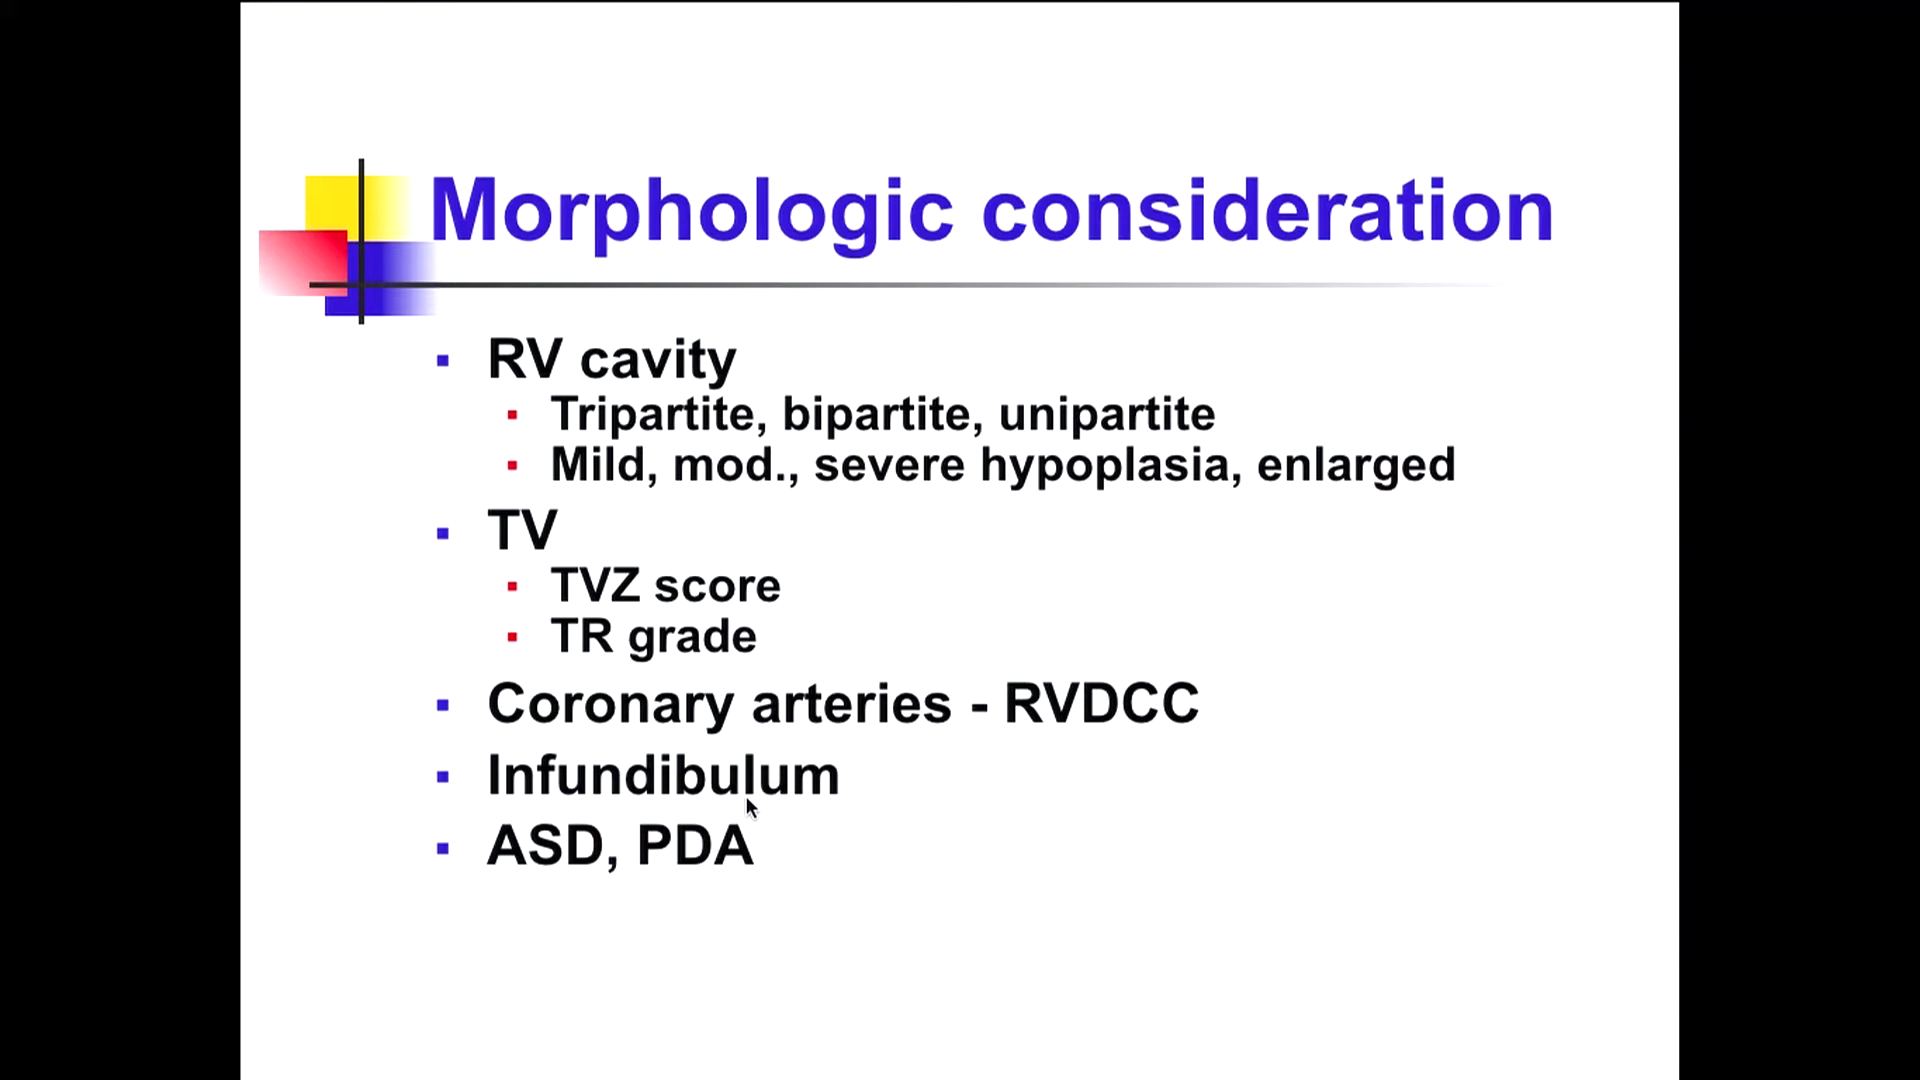 Morphologic consideration
RV cavity
Tripartite, bipartite, unipartite
Mild, mod., severe hypoplasia, enlarged
TV
TVZ score
TR grade
Coronary arteries - RVDCC
Infundibulum
ASD, PDA